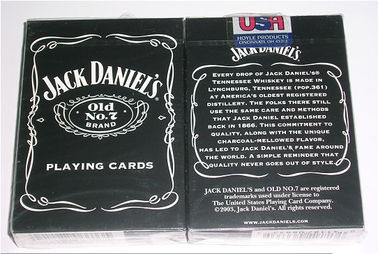 JACK DANIEL'S
Old
No.7
BRAND
PLAYING CARDS
USA
HOYLE PRODUCTS
CINCINNATI, OH 45212
JACK DANIEL'S
EVERY DROP OF JACK DANIEL'S®
TENNESSEE WHISKEY IS MADE IN
LYNCHBURG, TENNESSEE (POP.361)
AT AMERICA'S OLDEST REGISTERED
DISTILLERY. THE FOLKS THERE STILL
USE THE SAME CARE AND METHODS
THAT JACK DANIEL ESTABLISHED
BACK IN 1866. THIS COMMITMENT TO
QUALITY, ALONG WITH THE UNIQUE
CHARCOAL-MELLOWED FLAVOR,
HAS LED TO JACK DANIEL'S FAME AROUND
THE WORLD. A SIMPLE REMINDER THAT
QUALITY NEVER GOES OUT OF STYLE.
JACK DANIEL'S and OLD NO.7 are registered
trademarks used under license to
The United States Playing Card Company.
©2003, Jack Daniel's. All rights reserved.
WWW.JACKDANIELS.COM